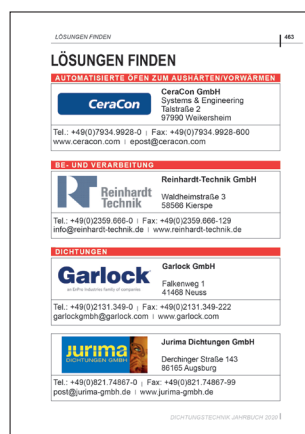 LÖSUNGEN FINDEN
463
LÖSUNGEN FINDEN
AUTOMATISIERTE ÖFEN ZUM AUSHÄRTEN/VORWÄRMEN
CeraCon
CeraCon GmbH
Systems & Engineering
Talstraße 2
97990 Weikersheim
Tel.: +49(0)7934.9928-0 | Fax: +49(0)7934.9928-600
www.ceracon.com | epost@ceracon.com
BE- UND VERARBEITUNG
Reinhardt
Technik
Reinhardt-Technik GmbH
Waldheimstraße 3
58566 Kierspe
Tel.: +49(0)2359.666-0 | Fax: +49(0)2359.666-129
info@reinhardt-technik.de | www.reinhardt-technik.de
DICHTUNGEN
Garlock
an EnPro Industries family of companies
Garlock GmbH
Falkenweg 1
41468 Neuss
Tel.: +49(0)2131.349-0 | Fax: +49(0)2131.349-222
garlockgmbh@garlock.com | www.garlock.com
jurima
DICHTUNGEN GMBH
Jurima Dichtungen GmbH
Derchinger Straße 143
86165 Augsburg
Tel.: +49(0)821.74867-0 | Fax: +49(0)821.74867-99
post@jurima-gmbh.de | www.jurima-gmbh.de
DICHTUNGSTECHNIK JAHRBUCH 2020